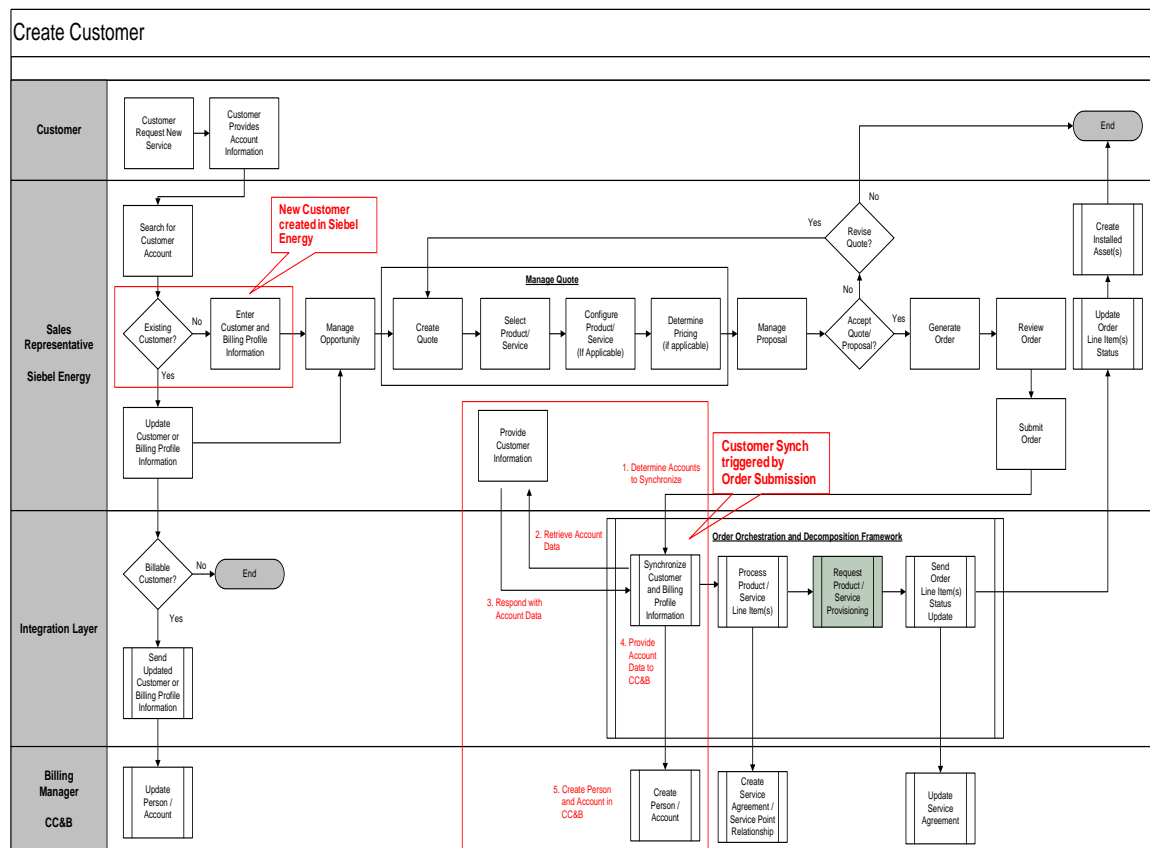 Create Customer
Customer
Customer
Request New
Service
Customer
Provides
Account
Information
End
Sales
Representative
Siebel Energy
Search for
Customer
Account
New Customer
created in Siebel
Energy
Existing
Customer?
No
Yes
Enter
Customer and
Billing Profile
Information
Manage
Opportunity
Manage Quote
Create
Quote
Select
Product/
Service
Configure
Product/
Service
(If Applicable)
Determine
Pricing
(if applicable)
Manage
Proposal
Yes
No
Revise
Quote?
No
Accept
Quote/
Proposal?
Yes
Generate
Order
Review
Order
Create
Installed
Asset(s)
Update
Order
Line Item(s)
Status
Update
Customer or
Billing Profile
Information
Provide
Customer
Information
1. Determine Accounts
to Synchronize
Customer Synch
triggered by
Order Submission
Submit
Order
Integration Layer
Billable
Customer?
No
Yes
End
Send
Updated
Customer or
Billing Profile
Information
2. Retrieve Account
Data
3. Respond with
Account Data
4. Provide
Account
Data to
CC&B
Order Orchestration and Decomposition Framework
Synchronize
Customer
and Billing
Profile
Information
Process
Product /
Service
Line Item(s)
Request
Product /
Service
Provisioning
Send
Order
Line Item(s)
Status
Update
Billing
Manager
CC&B
Update
Person /
Account
5. Create Person
and Account in
CC&B
Create
Person /
Account
Create
Service
Agreement /
Service Point
Relationship
Update
Service
Agreement